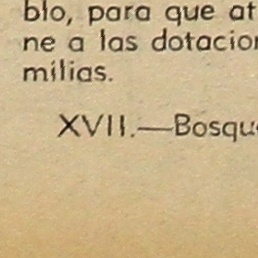 blo, para que at
ne a las dotacion
milias.
XVII.—Bosqu